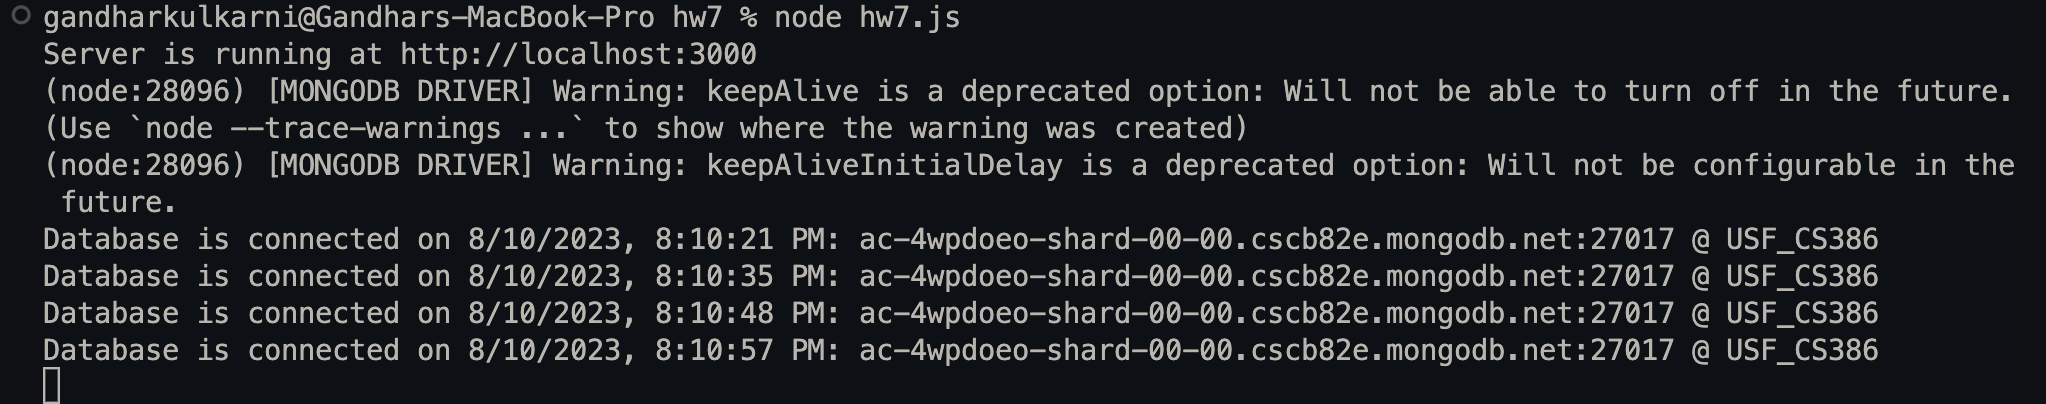 gandharkulkarni@Gandhars-MacBook-Pro hw7 % node hw7.js
Server is running at http://localhost:3000
(node:28096) [MONGODB DRIVER] Warning: keepAlive is a deprecated option: Will not be able to turn off in the future.
(Use `node --trace-warnings ...` to show where the warning was created)
(node:28096) [MONGODB DRIVER] Warning: keepAliveInitialDelay is a deprecated option: Will not be configurable in the
future.
Database is connected on 8/10/2023, 8:10:21 PM: ac-4wpdoeo-shard-00-00.cscb82e.mongodb.net:27017 @ USF_CS386
Database is connected on 8/10/2023, 8:10:35 PM: ac-4wpdoeo-shard-00-00.cscb82e.mongodb.net:27017 @ USF_CS386
Database is connected on 8/10/2023, 8:10:48 PM: ac-4wpdoeo-shard-00-00.cscb82e.mongodb.net:27017 @ USF_CS386
Database is connected on 8/10/2023, 8:10:57 PM: ac-4wpdoeo-shard-00-00.cscb82e.mongodb.net:27017 @ USF_CS386